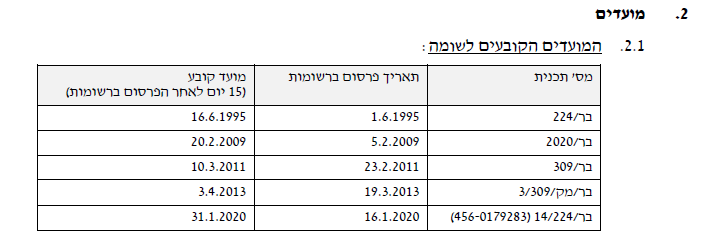 2. מועדים
2.1. המועדים הקובעים לשומה:
מס' תכנית תאריך פרסום ברשומות מועד קובע
(15 יום לאחר הפרסום ברשומות)
בר/224 1.6.1995 16.6.1995
בר/2020 5.2.2009 20.2.2009
בר/309 23.2.2011 10.3.2011
בר/מק/3/309 19.3.2013 3.4.2013
בר/14/224 (456-0179283) 16.1.2020 31.1.2020